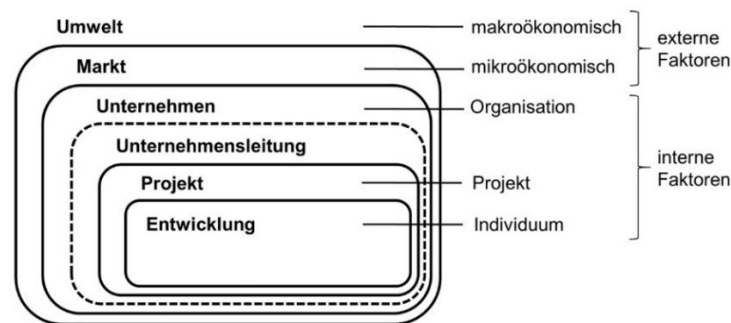 Umwelt
makroökonomisch
externe
Faktoren
Markt
mikroökonomisch
Unternehmen
Organisation
Unternehmensleitung
interne
Faktoren
Projekt
Projekt
Entwicklung
Individuum